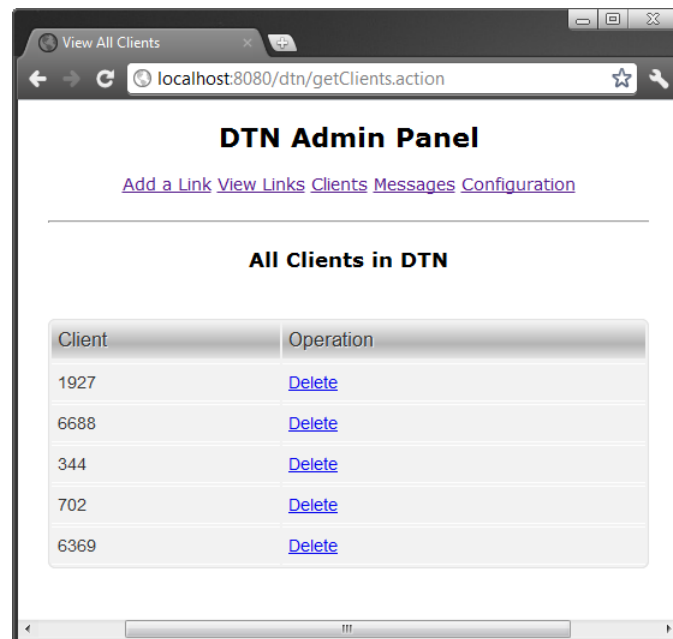 View All Clients
localhost:8080/dtn/getClients.action
DTN Admin Panel
Add a Link View Links Clients Messages Configuration
All Clients in DTN
Client Operation
1927 Delete
6688 Delete
344 Delete
702 Delete
6369 Delete